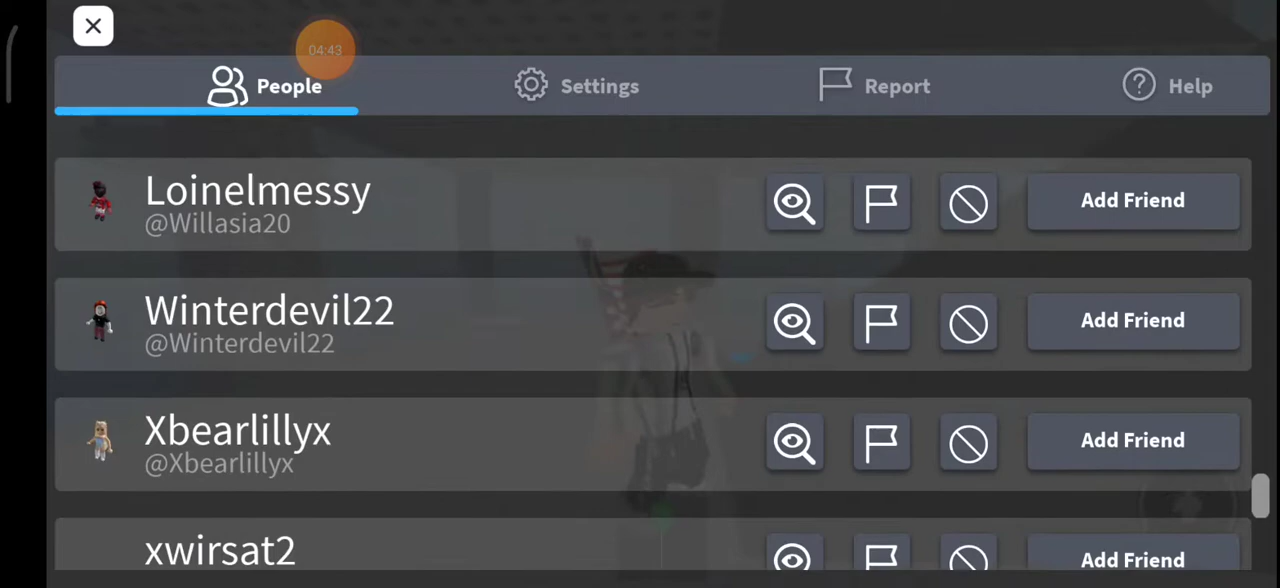 04:43
People Settings Report Help
Loinelmessy
@Willasia20
Add Friend
Winterdevil22
@Winterdevil22
Add Friend
Xbearlillyx
@Xbearlillyx
Add Friend
xwirsat2
Add Friend